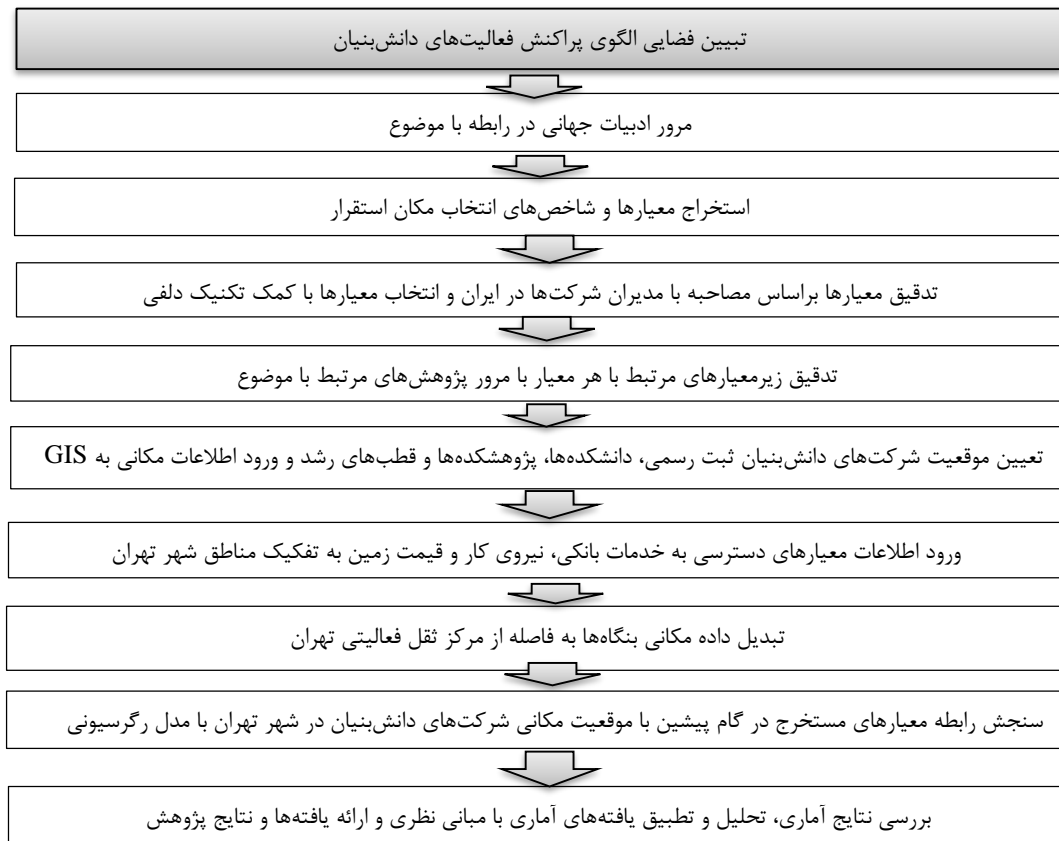 تبیین فضایی الگوی پراکنش فعالیت‌های دانش‌بنیان
مرور ادبیات جهانی در رابطه با موضوع
استخراج معیارها و شاخص‌های انتخاب مکان استقرار
تدقیق معیارها براساس مصاحبه با مدیران شرکت‌ها در ایران و انتخاب معیارها با کمک تکنیک دلفی
تدقیق زیرمعیارهای مرتبط با هر معیار با مرور پژوهش‌های مرتبط با موضوع
تعیین موقعیت شرکت‌های دانش‌بنیان ثبت رسمی، دانشکده‌ها، پژوهشکده‌ها و قطب‌های رشد و ورود اطلاعات مکانی به GIS
ورود اطلاعات معیارهای دسترسی به خدمات بانکی، نیروی کار و قیمت زمین به تفکیک مناطق شهر تهران
تبدیل داده مکانی بنگاه‌ها به فاصله از مرکز ثقل فعالیتی تهران
سنجش رابطه معیارهای مستخرج در گام پیشین با موقعیت مکانی شرکت‌های دانش‌بنیان در شهر تهران با مدل رگرسیونی
بررسی نتایج آماری، تحلیل و تطبیق یافته‌های آماری با مبانی نظری و ارائه یافته‌ها و نتایج پژوهش